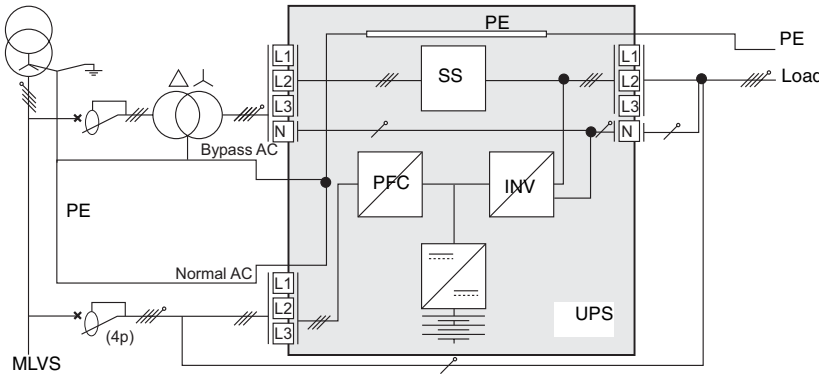 PE
PE
L1
L2
L3
N
SS
L1
L2
L3
N
Load
Bypass AC
PFC
INV
PE
Normal AC
L1
L2
L3
(4p)
UPS
MLVS